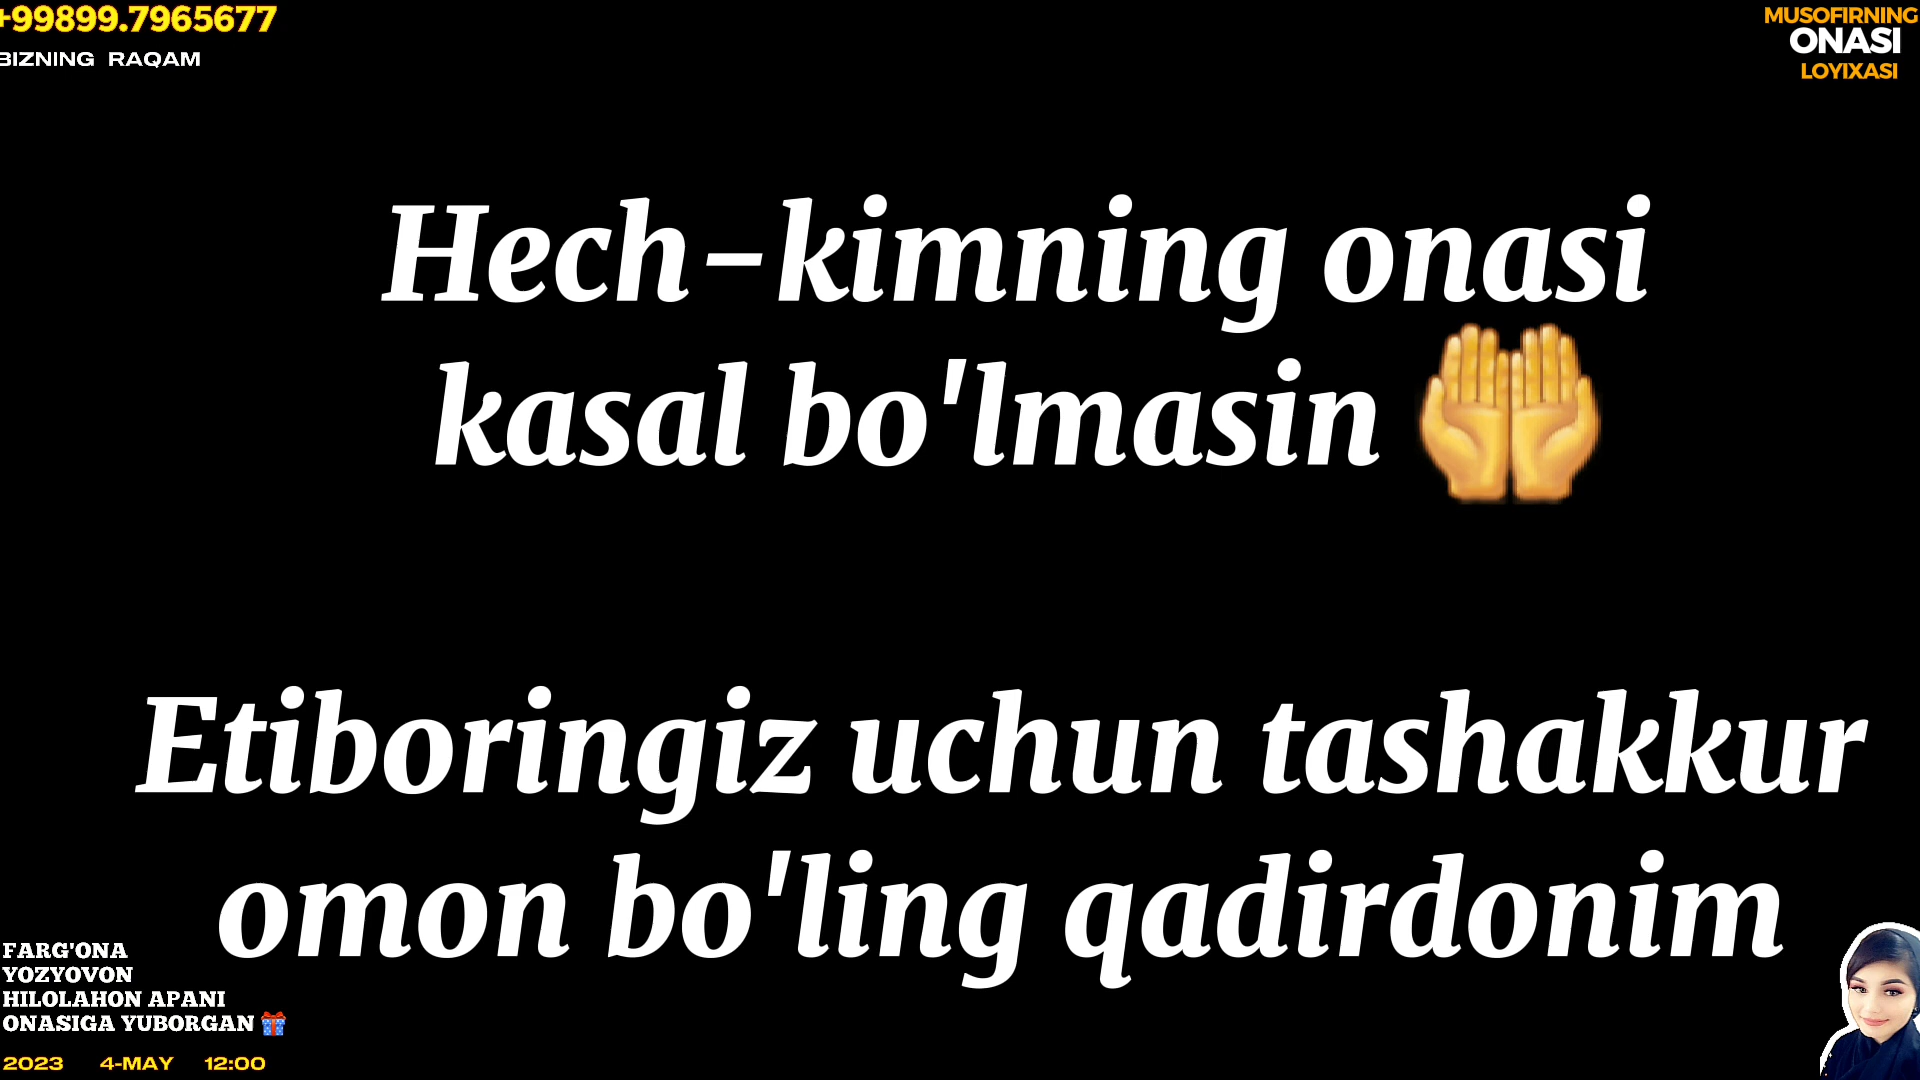 +99899.7965677
BIZNING RAQAM
MUSOFIRNING
ONASI
LOYIXASI
Hech-kimning onasi
kasal bo'lmasin 🤲
Etiboringiz uchun tashakkur
omon bo'ling qadirdonim
FARG'ONA
YOZYOVON
HILOLAHON APANI
ONASIGA YUBORGAN 🎁
2023 4-MAY 12:00